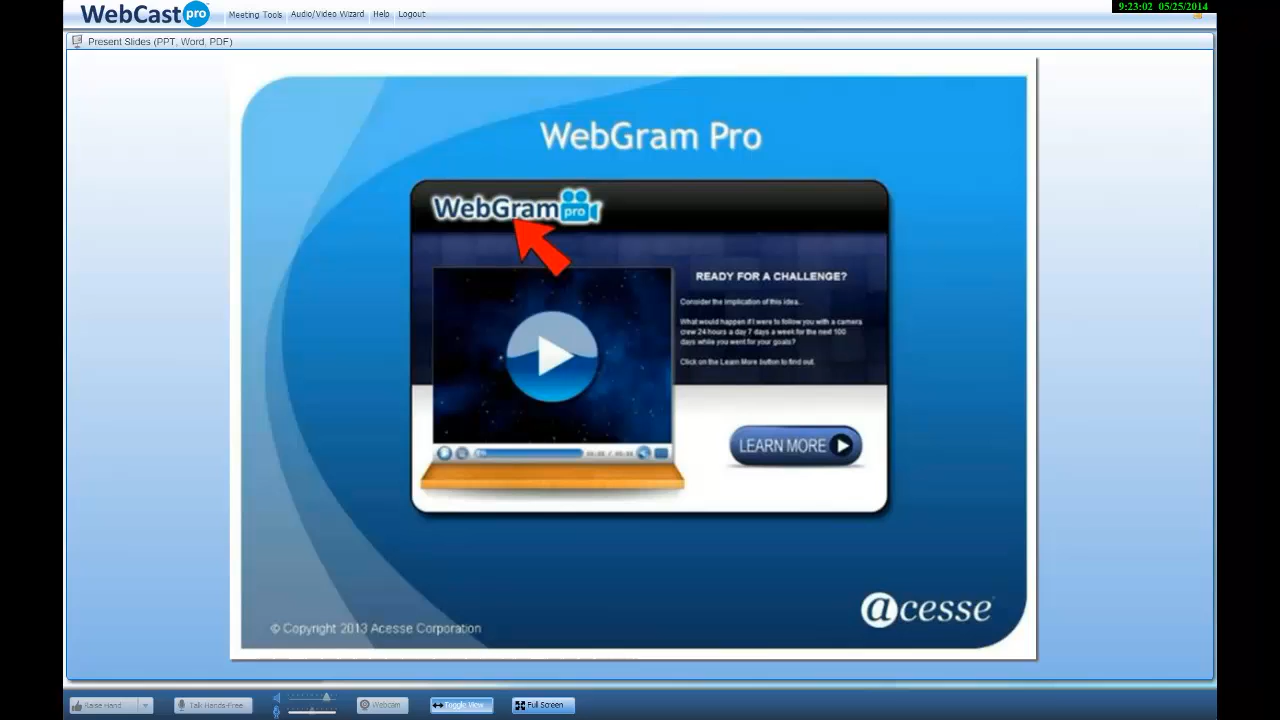 WebCast pro
Meeting Tools Audio/Video Wizard Help Logout
9:23:02 05/25/2014
Present Slides (PPT, Word, PDF)
WebGram Pro
WebGram pro
READY FOR A CHALLENGE?
Consider the implication of this idea...
What would happen if I were to follow you with a camera
crew 24 hours a day 7 days a week for the next 100
days while you went for your goals?
Click on the Learn More button to find out.
LEARN MORE
acesse
© Copyright 2013 Acesse Corporation
Raise Hand Talk Hands-Free Webcam Toggle View Full Screen